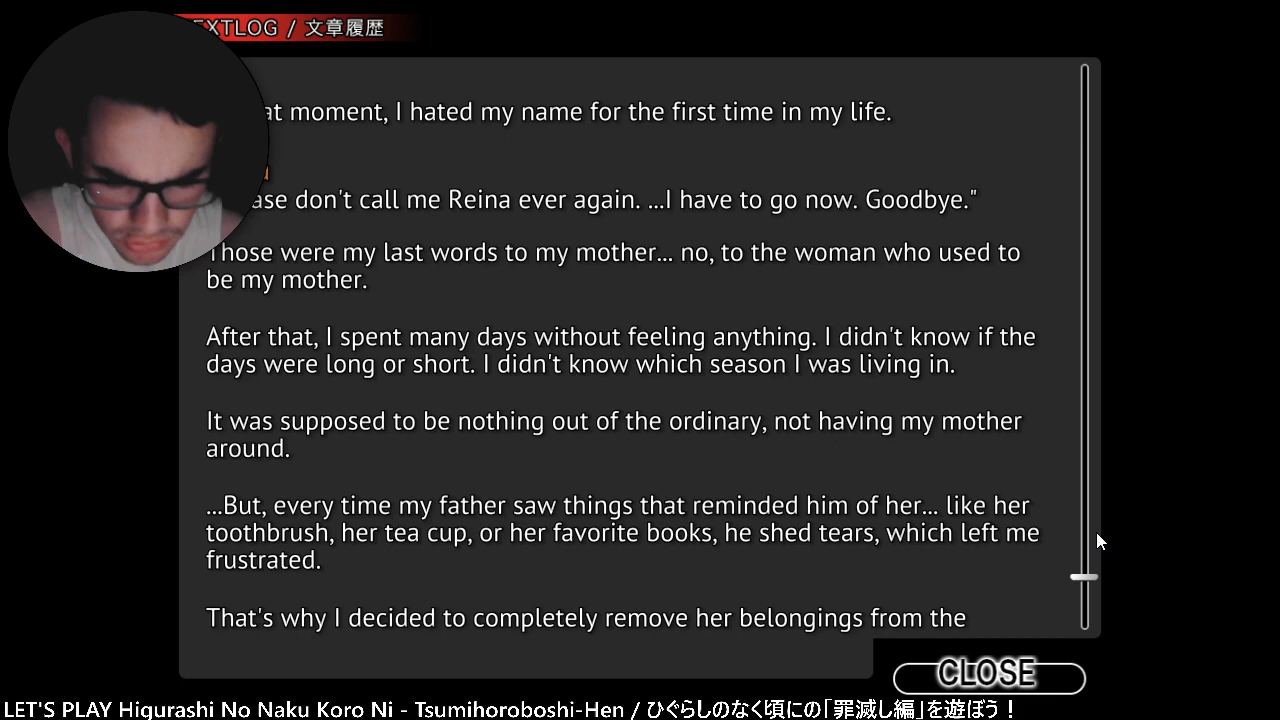 EXTLOG / 文章履歴
at moment, I hated my name for the first time in my life.
ase don't call me Reina ever again. ...I have to go now. Goodbye."
Those were my last words to my mother... no, to the woman who used to
be my mother.
After that, I spent many days without feeling anything. I didn't know if the
days were long or short. I didn't know which season I was living in.
It was supposed to be nothing out of the ordinary, not having my mother
around.
...But, every time my father saw things that reminded him of her... like her
toothbrush, her tea cup, or her favorite books, he shed tears, which left me
frustrated.
That's why I decided to completely remove her belongings from the
CLOSE
LET'S PLAY Higurashi No Naku Koro Ni - Tsumihoroboshi-Hen / ひぐらしのなく頃にの「罪滅し編」を遊ぼう！